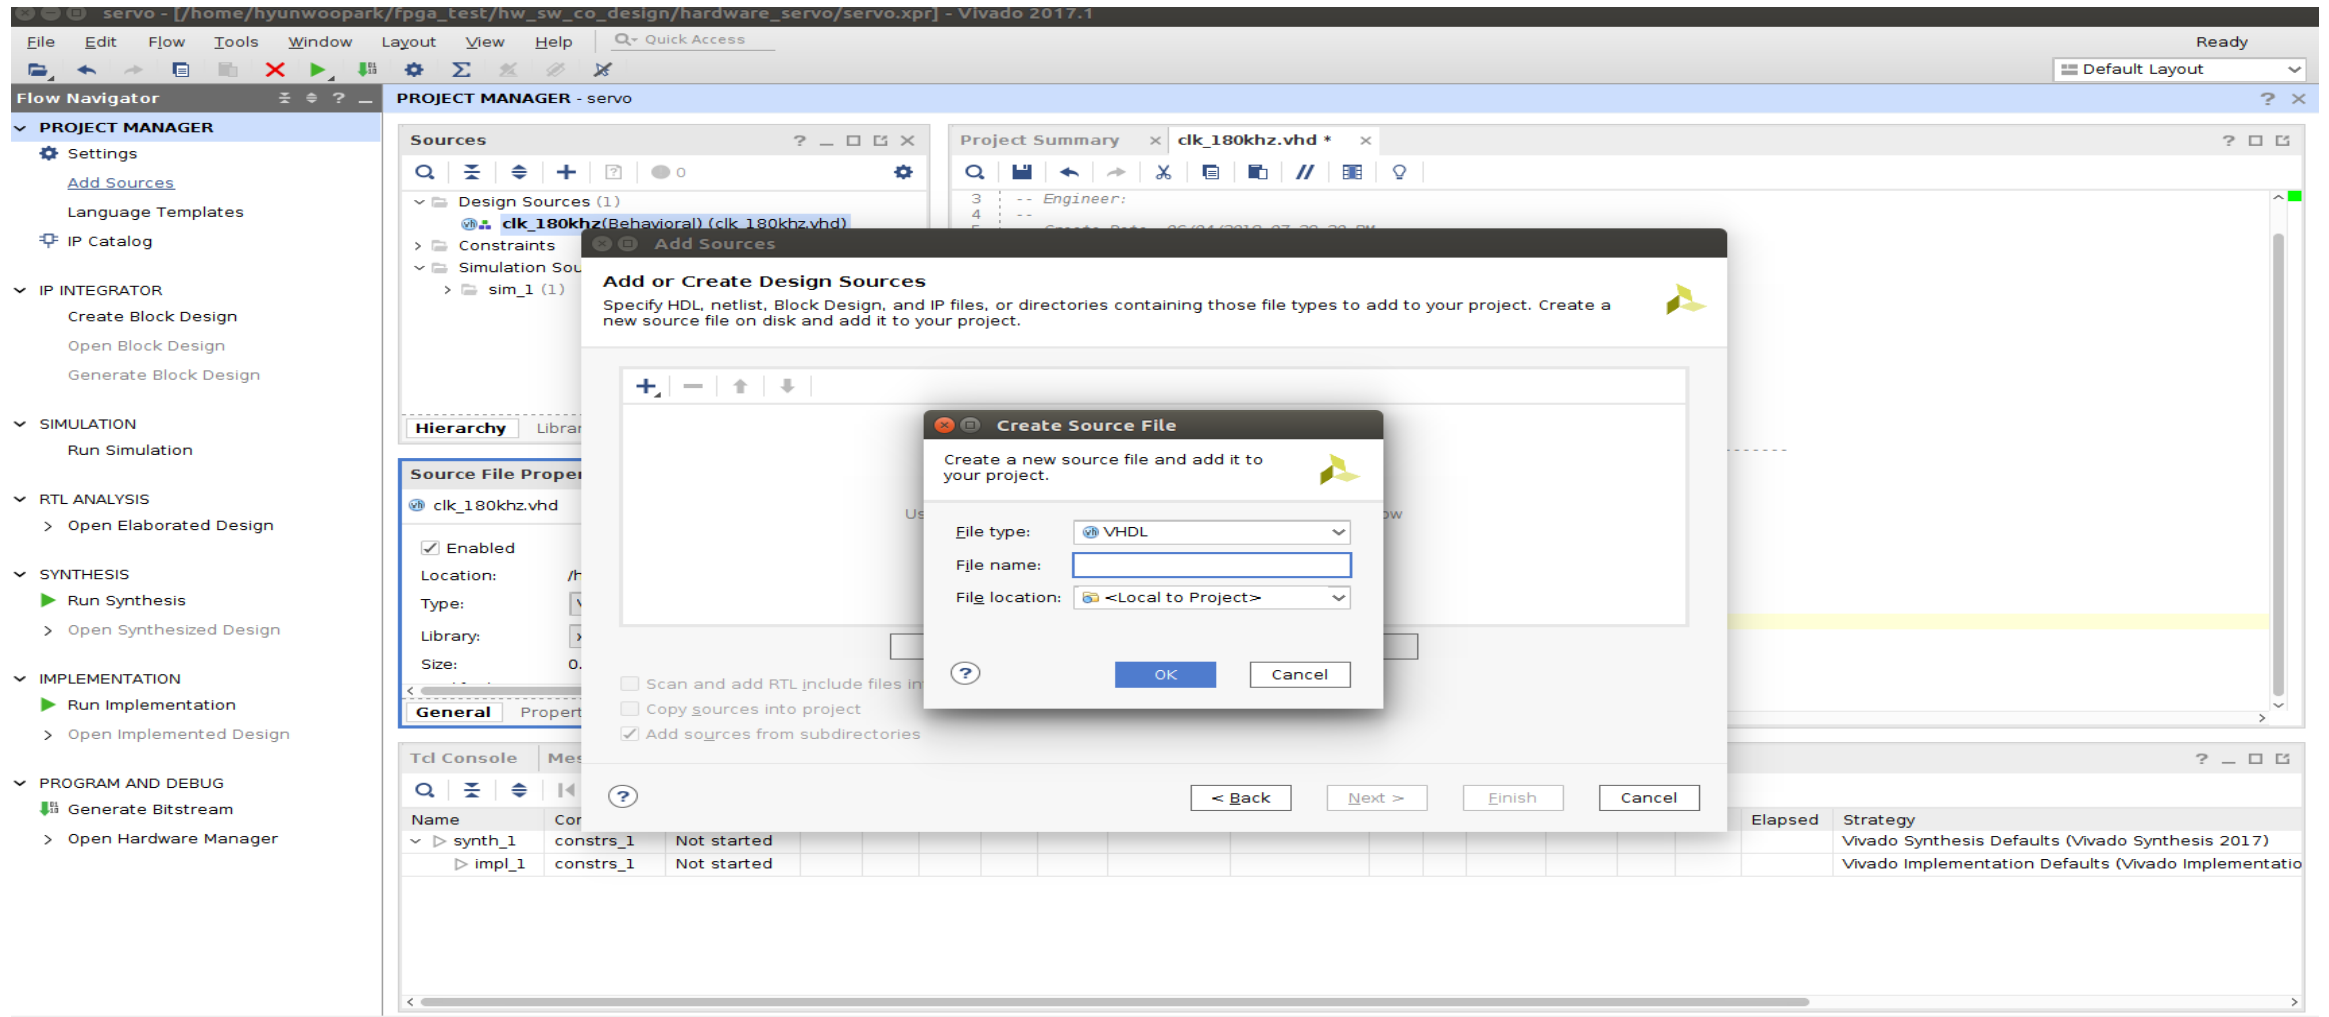 servo - [/home/hyunwoopark/fpga_test/hw_sw_co_design/hardware_servo/servo.xpr] - Vivado 2017.1
File Edit Flow Tools Window Layout View Help Quick Access Ready
Default Layout
Flow Navigator ? PROJECT MANAGER - servo ?
PROJECT MANAGER
Settings
Add Sources
Language Templates
IP Catalog
IP INTEGRATOR
Create Block Design
Open Block Design
Generate Block Design
SIMULATION
Run Simulation
RTL ANALYSIS
Open Elaborated Design
SYNTHESIS
Run Synthesis
Open Synthesized Design
IMPLEMENTATION
Run Implementation
Open Implemented Design
PROGRAM AND DEBUG
Generate Bitstream
Open Hardware Manager
Sources ?
0
Design Sources (1)
clk_180khz(Behavioral) (clk_180khz.vhd)
Constraints
Simulation Sou
sim_1 (1)
Hierarchy Librar
Source File Proper
clk_180khz.vhd
Enabled
Location: /h
Type:
Library:
Size: 0.
General Propert
Project Summary clk_180khz.vhd * ?
3 -- Engineer:
4 --
Add Sources
Add or Create Design Sources
Specify HDL, netlist, Block Design, and IP files, or directories containing those file types to add to your project. Create a
new source file on disk and add it to your project.
Us
ow
Scan and add RTL include files in
Copy sources into project
Add sources from subdirectories
? < Back Next > Finish Cancel
Create Source File
Create a new source file and add it to
your project.
File type: VHDL
File name:
File location: <Local to Project>
? OK Cancel
Tcl Console Mes ?
Name Cor Elapsed Strategy
synth_1 constrs_1 Not started Vivado Synthesis Defaults (Vivado Synthesis 2017)
impl_1 constrs_1 Not started Vivado Implementation Defaults (Vivado Implementatio